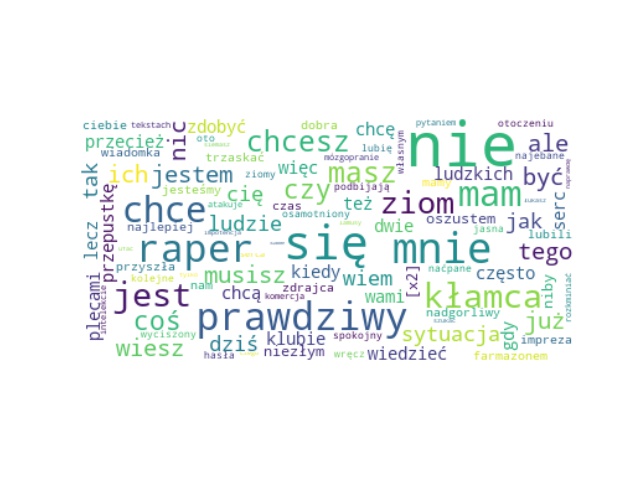 ciebie tekstach nic zdobyć dobra chcę pytaniem otoczeniu
przecież oto chcesz lubię własnym nie ale
wiadomka trzaskać więc mózgopranie najebane
tak ich jestem masz ludzkich być
jesteśmy ziomy cię czy podbijają mamy mam serc
przepustkę chce atakuje czas też ziom
lecz najlepiej ludzie osamotniony dwie oszustem jak jasna lubili
raper się mnie tego
plecami przyszła kolejne musisz kiedy wiem [x2] naćpane często niby rozkminiać
intelekcie jest nam chcą zdrajca komercja wami kłamca
coś prawdziwy nadgorliwy gdy już
wyciszony dziś klubie spokojny sytuacja impreza
wiesz hasła niezłym wręcz wiedzieć farmazonem